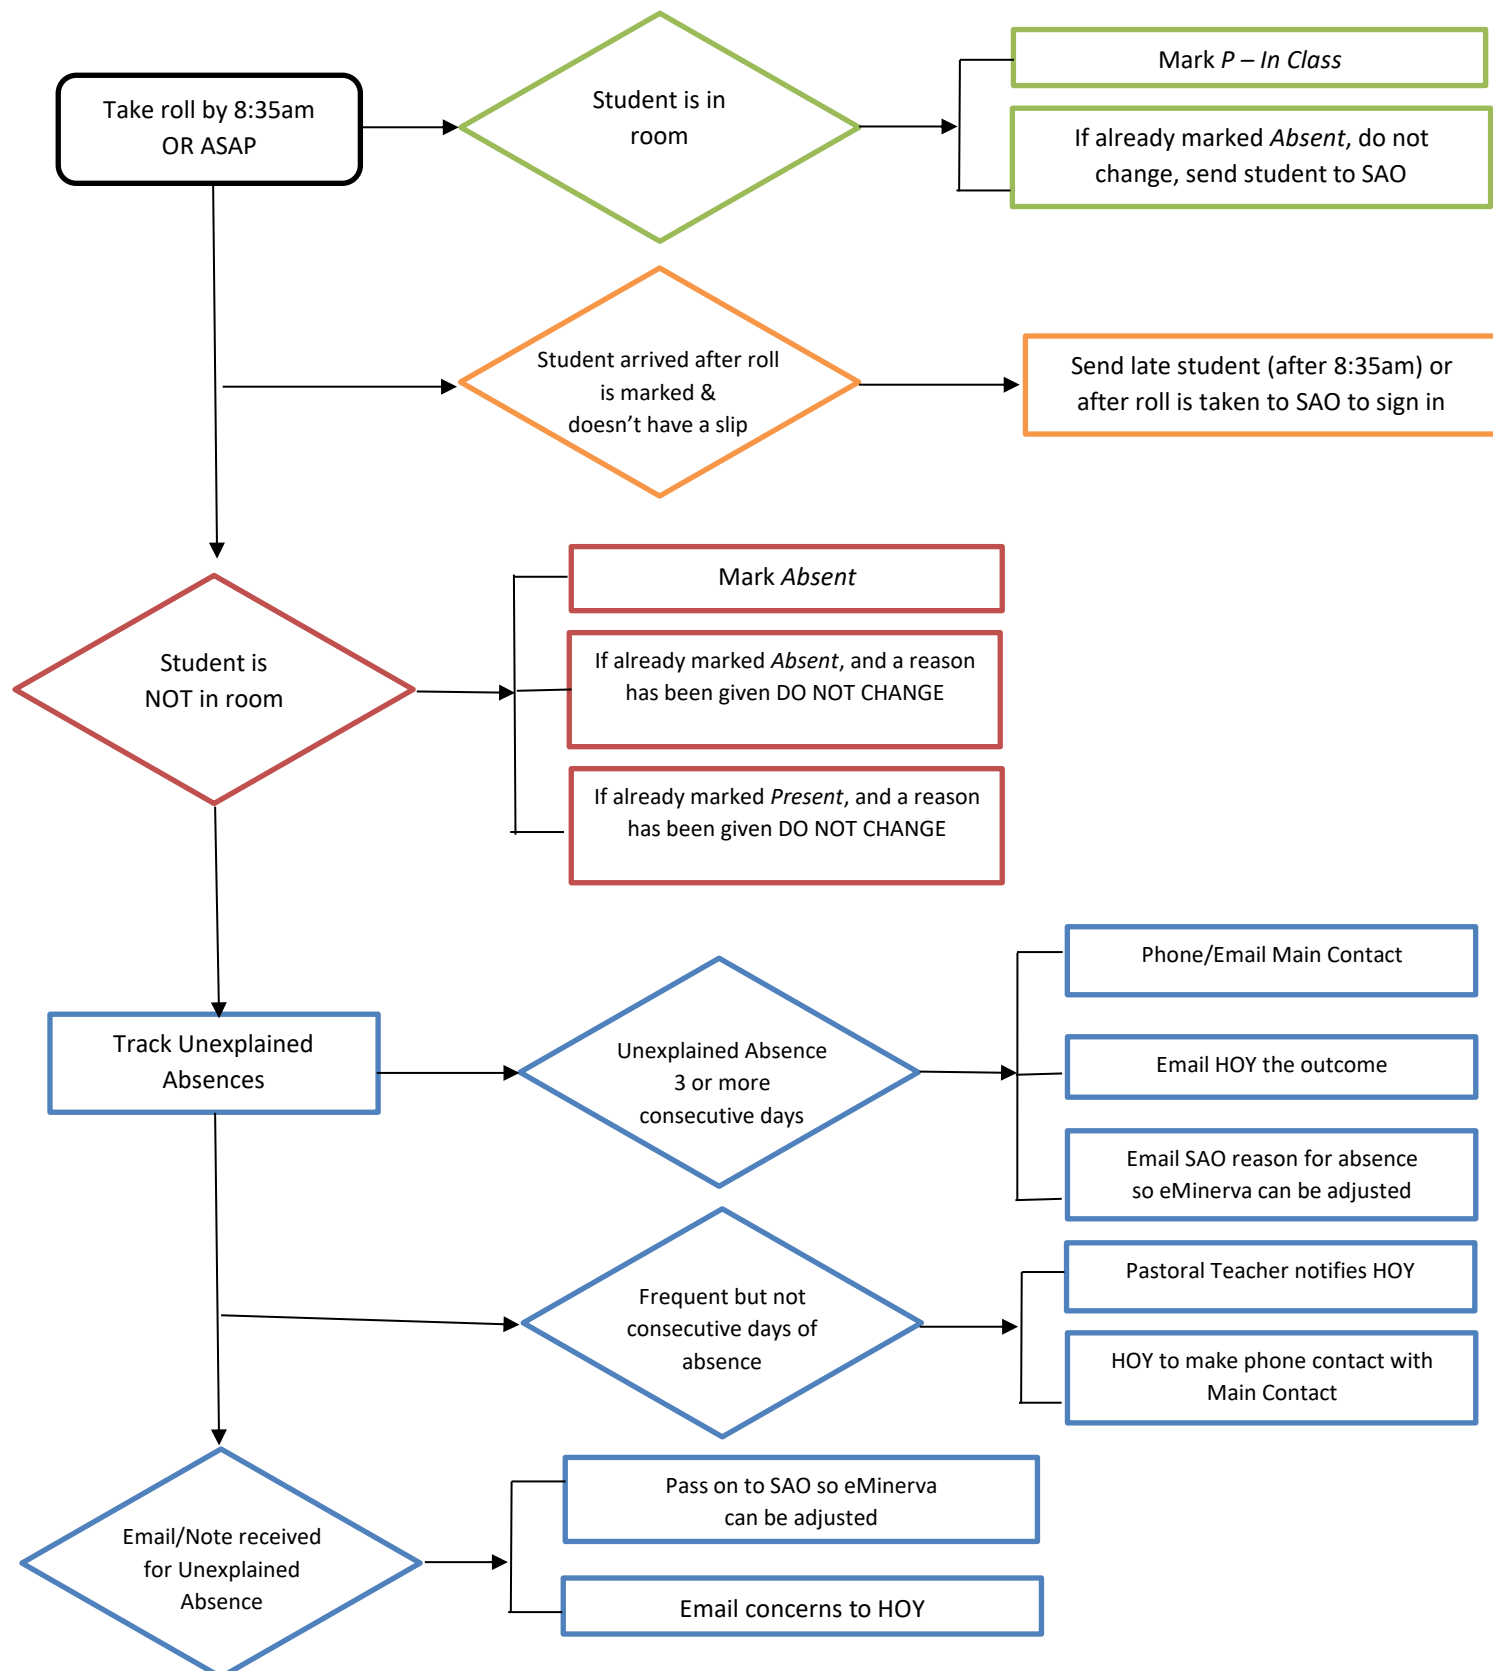 Take roll by 8:35am
OR ASAP
Student is in
room
Mark P – In Class
If already marked Absent, do not
change, send student to SAO
Student arrived after roll
is marked &
doesn't have a slip
Send late student (after 8:35am) or
after roll is taken to SAO to sign in
Student is
NOT in room
Mark Absent
If already marked Absent, and a reason
has been given DO NOT CHANGE
If already marked Present, and a reason
has been given DO NOT CHANGE
Track Unexplained
Absences
Unexplained Absence
3 or more
consecutive days
Phone/Email Main Contact
Email HOY the outcome
Email SAO reason for absence
so eMinerva can be adjusted
Frequent but not
consecutive days of
absence
Pastoral Teacher notifies HOY
HOY to make phone contact with
Main Contact
Email/Note received
for Unexplained
Absence
Pass on to SAO so eMinerva
can be adjusted
Email concerns to HOY